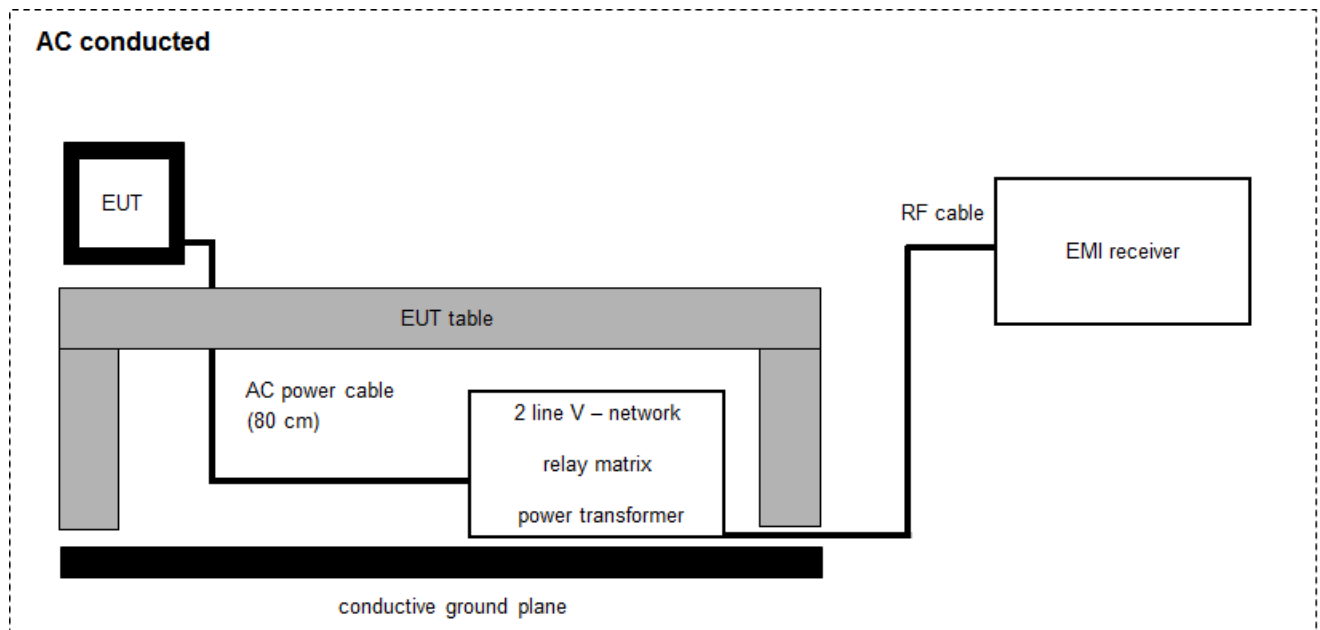 AC conducted
EUT
RF cable
EMI receiver
EUT table
AC power cable
(80 cm)
2 line V – network
relay matrix
power transformer
conductive ground plane